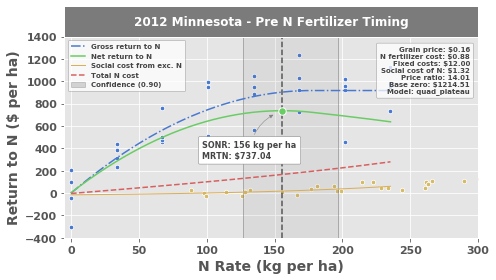 2012 Minnesota - Pre N Fertilizer Timing
Return to N ($ per ha)
1400
1200
1000
800
600
400
200
0
−200
−400
Gross return to N
Net return to N
Social cost from exc. N
Total N cost
Confidence (0.90)
Grain price: $0.16
N fertilizer cost: $0.88
Fixed costs: $12.00
Social cost of N: $1.32
Price ratio: 14.01
Base zero: $1214.51
Model: quad_plateau
SONR: 156 kg per ha
MRTN: $737.04
0 50 100 150 200 250 300
N Rate (kg per ha)